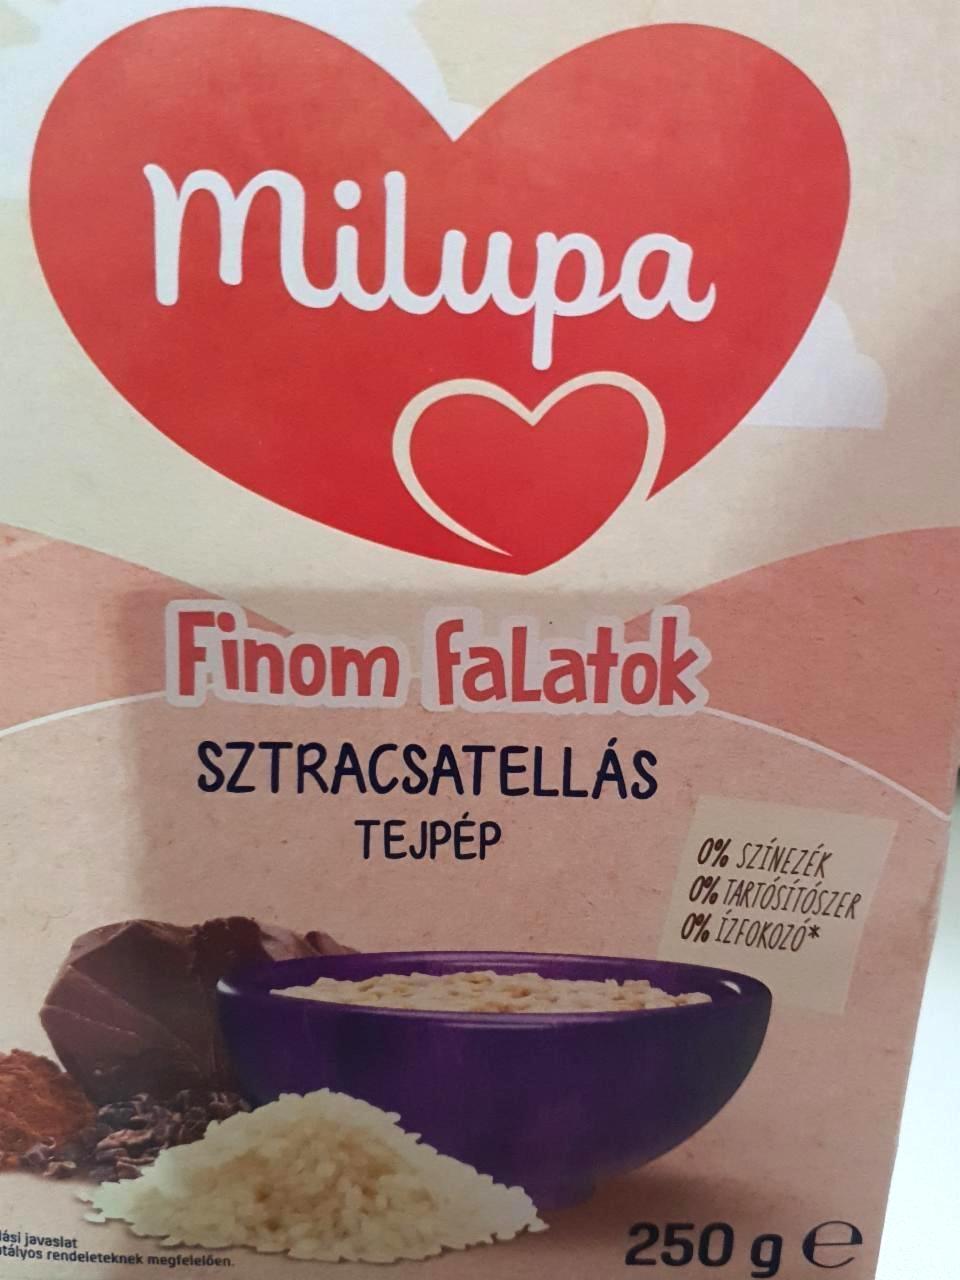 Milupa
Finom falatok
SZTRACSATELLÁS
TEJPÉP
0% SZÍNEZÉK
0% TARTÓSÍTÓSZER
0% ÍZFOKOZÓ*
javaslat
rendeleteknek megfelelően.
250 g ℮